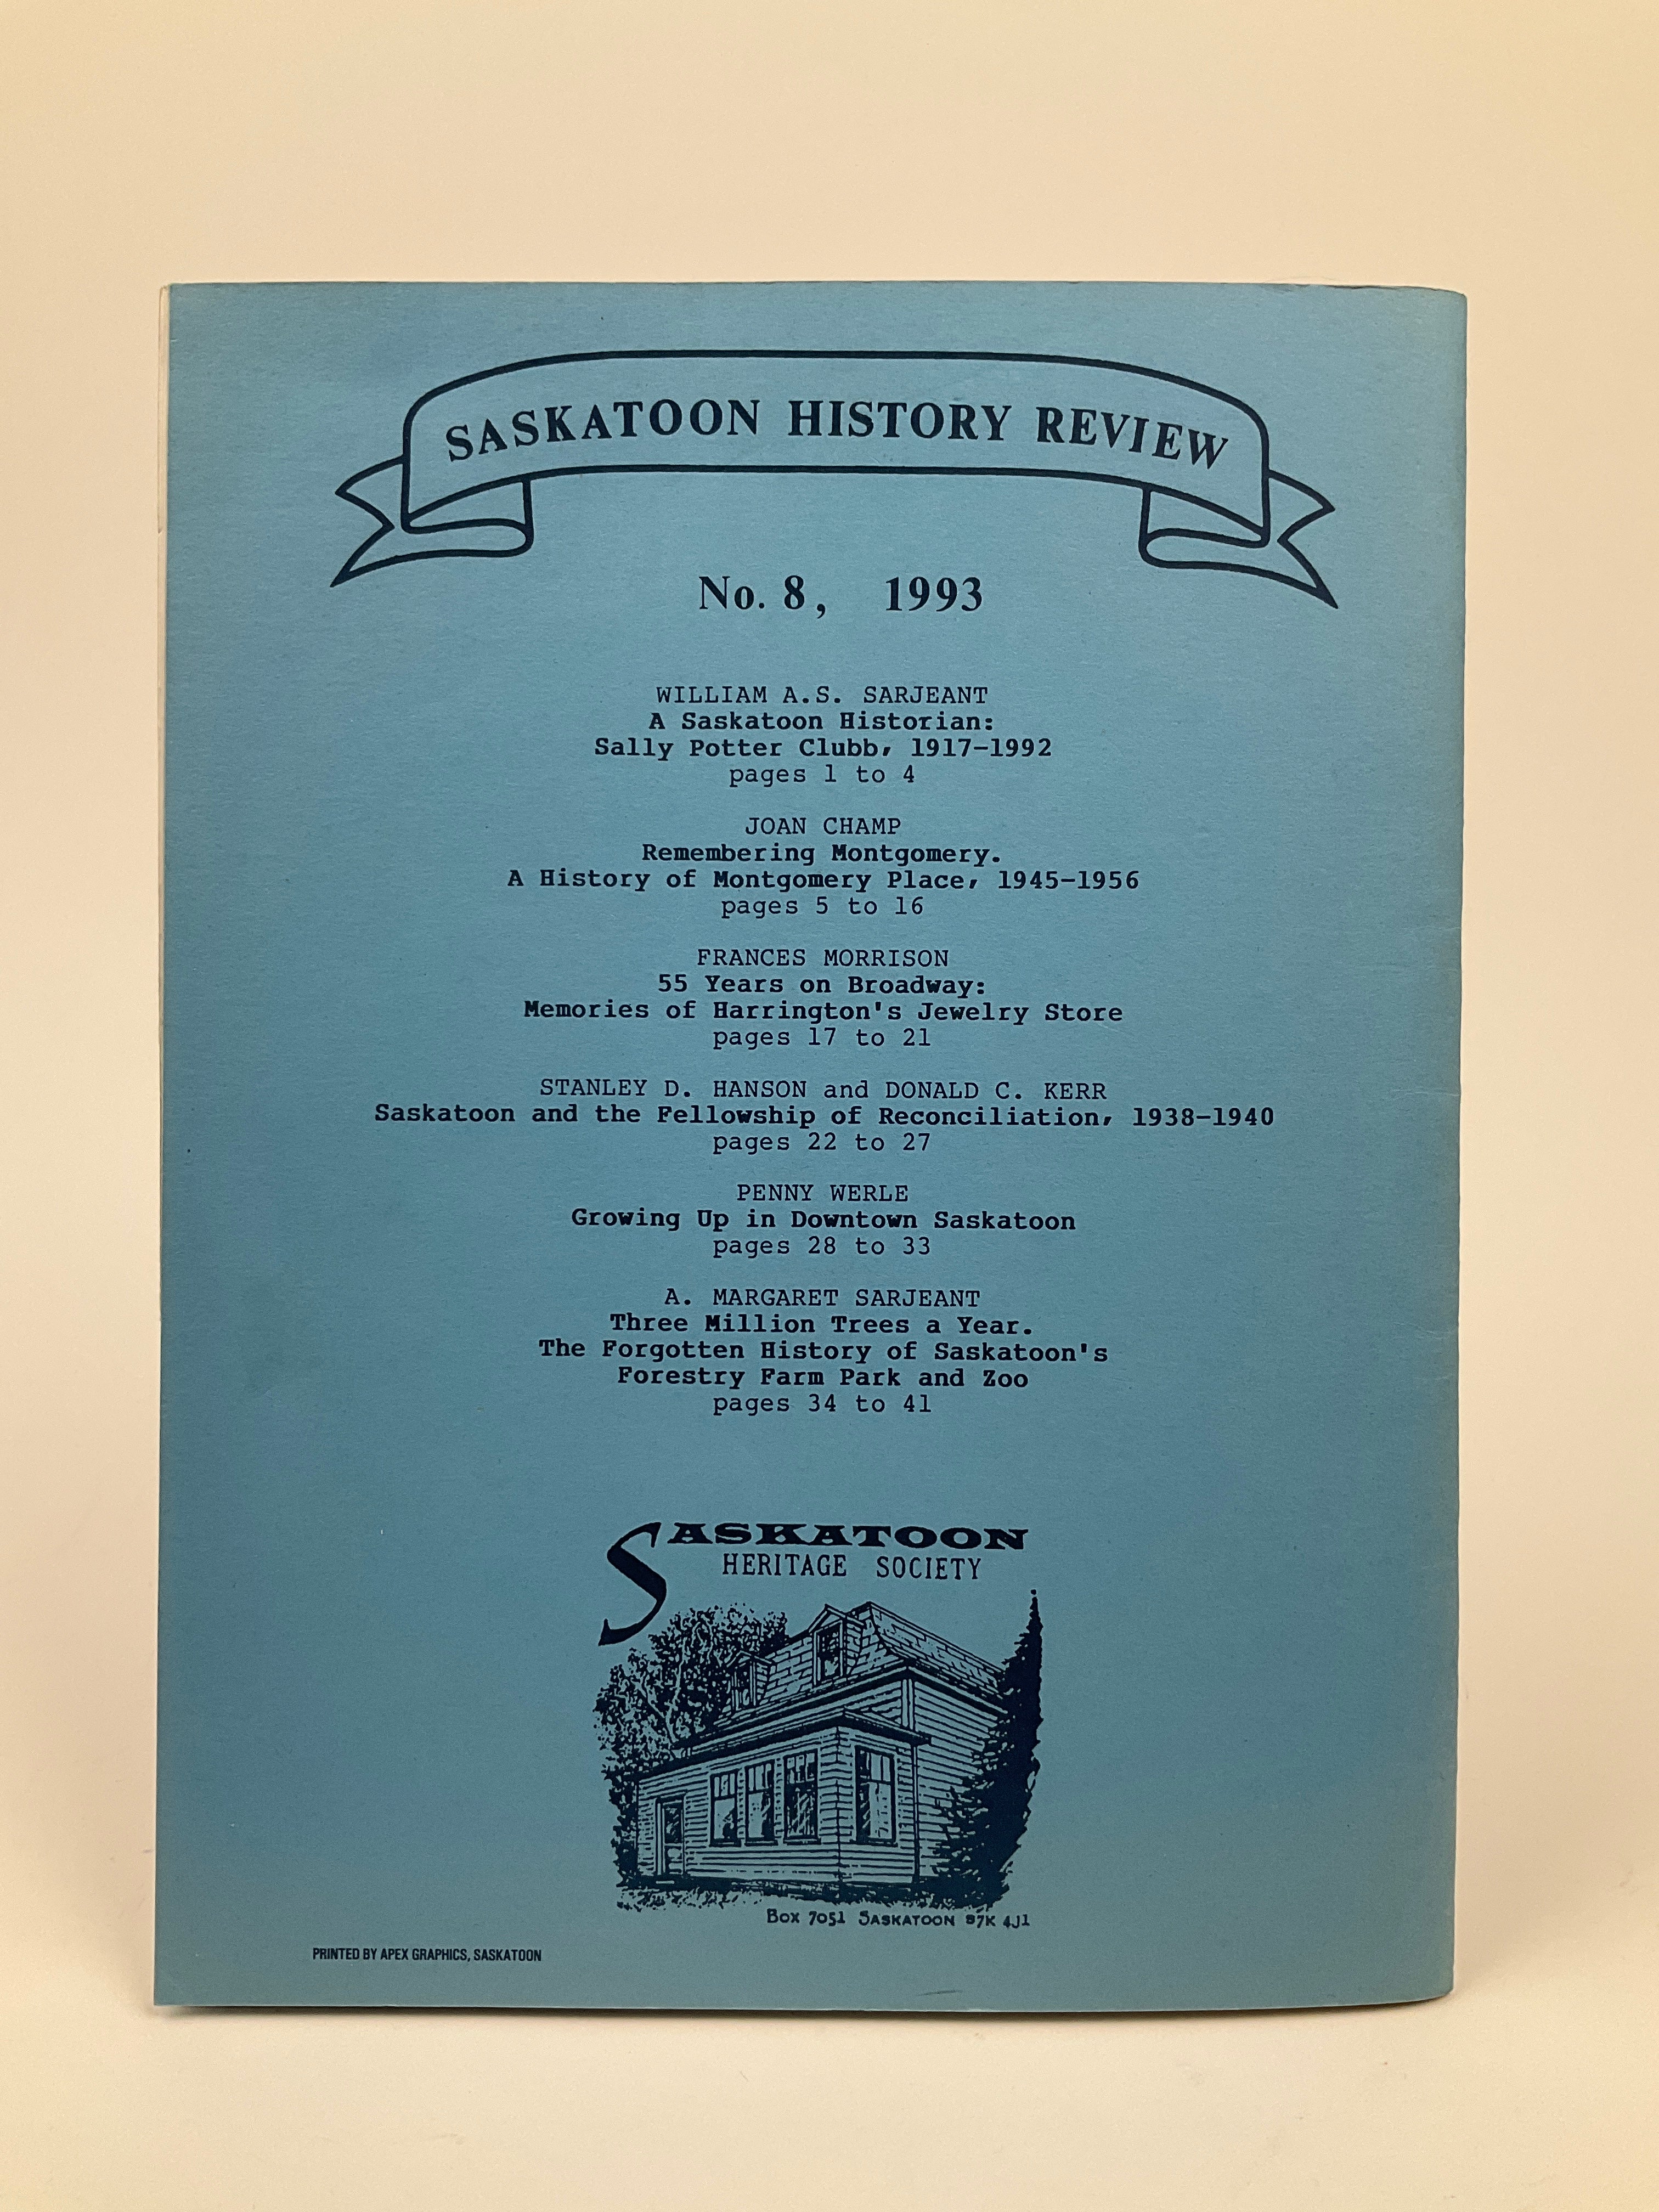 SASKATOON HISTORY REVIEW
No. 8, 1993
WILLIAM A.S. SARJEANT
A Saskatoon Historian:
Sally Potter Clubb, 1917-1992
pages 1 to 4
JOAN CHAMP
Remembering Montgomery.
A History of Montgomery Place, 1945-1956
pages 5 to 16
FRANCES MORRISON
55 Years on Broadway:
Memories of Harrington's Jewelry Store
pages 17 to 21
STANLEY D. HANSON and DONALD C. KERR
Saskatoon and the Fellowship of Reconciliation, 1938-1940
pages 22 to 27
PENNY WERLE
Growing Up in Downtown Saskatoon
pages 28 to 33
A. MARGARET SARJEANT
Three Million Trees a Year.
The Forgotten History of Saskatoon's
Forestry Farm Park and Zoo
pages 34 to 41
SASKATOON
HERITAGE SOCIETY
BOX 7051 SASKATOON S7K 4J1
PRINTED BY APEX GRAPHICS, SASKATOON